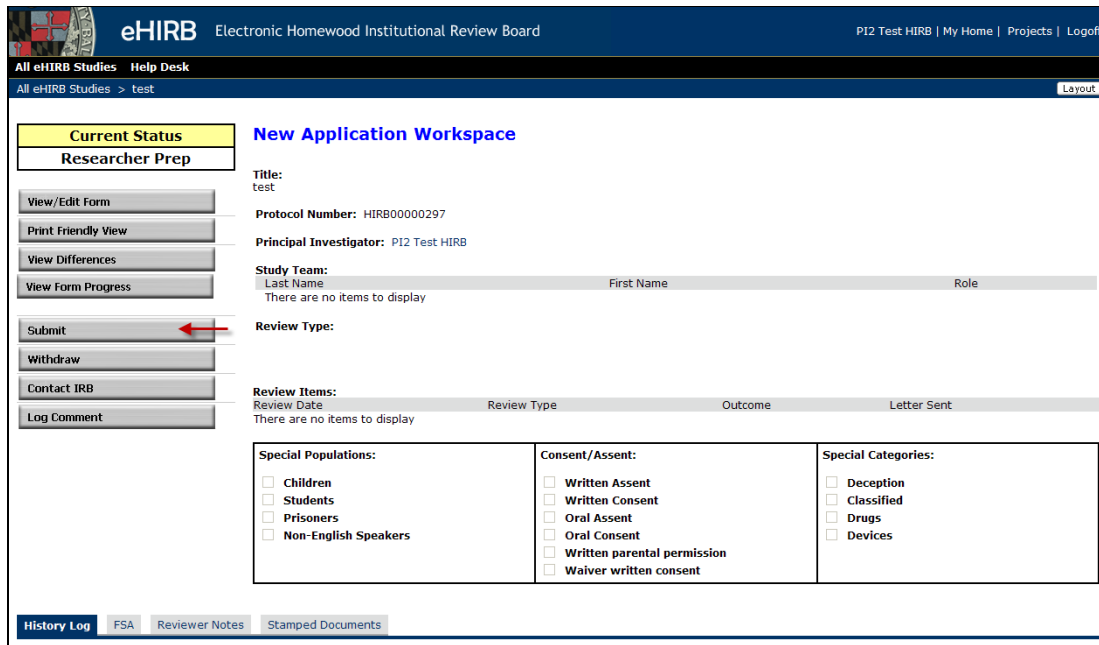 eHIRB Electronic Homewood Institutional Review Board
PI2 Test HIRB | My Home | Projects | Logoff
All eHIRB Studies Help Desk
All eHIRB Studies > test
Layout
Current Status
Researcher Prep
View/Edit Form
Print Friendly View
View Differences
View Form Progress
Submit
Withdraw
Contact IRB
Log Comment
New Application Workspace
Title:
test
Protocol Number: HIRB00000297
Principal Investigator: PI2 Test HIRB
Study Team:
Last Name First Name Role
There are no items to display
Review Type:
Review Items:
Review Date Review Type Outcome Letter Sent
There are no items to display
Special Populations:
Children
Students
Prisoners
Non-English Speakers
Consent/Assent:
Written Assent
Written Consent
Oral Assent
Oral Consent
Written parental permission
Waiver written consent
Special Categories:
Deception
Classified
Drugs
Devices
History Log FSA Reviewer Notes Stamped Documents